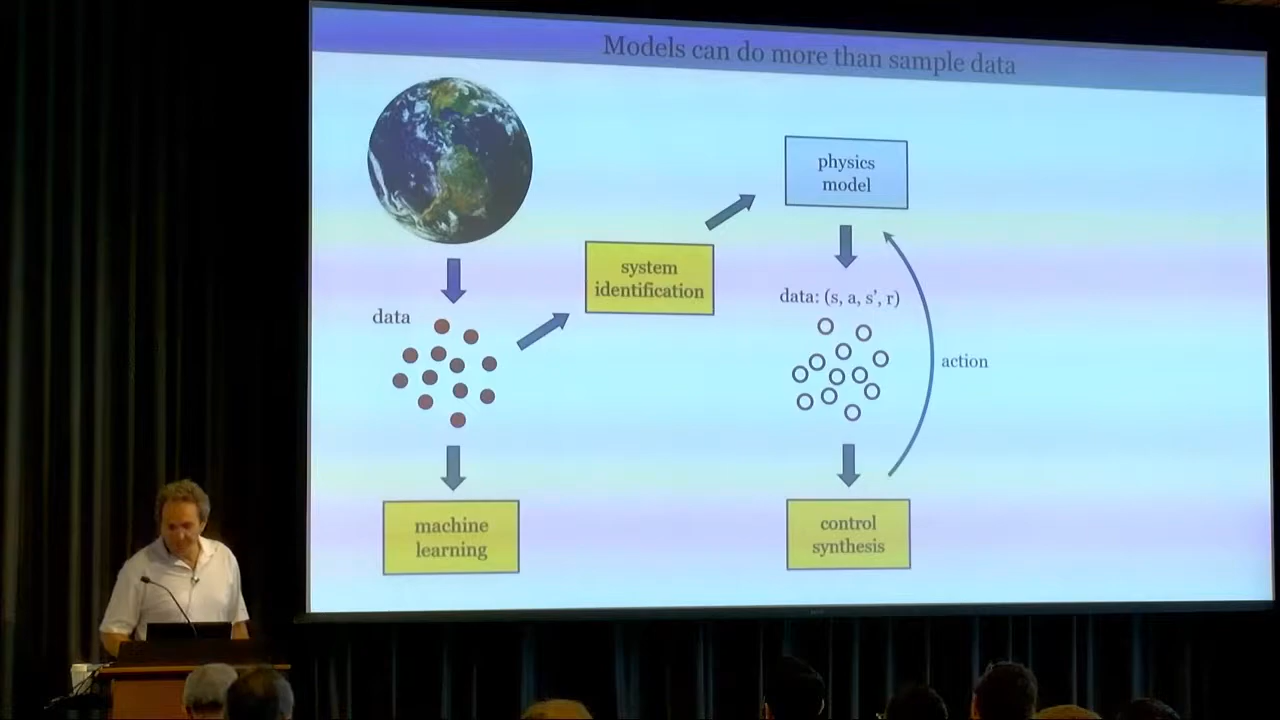 Models can do more than sample data
physics
model
system
identification
data: (s, a, s’, r)
data
action
machine
learning
control
synthesis